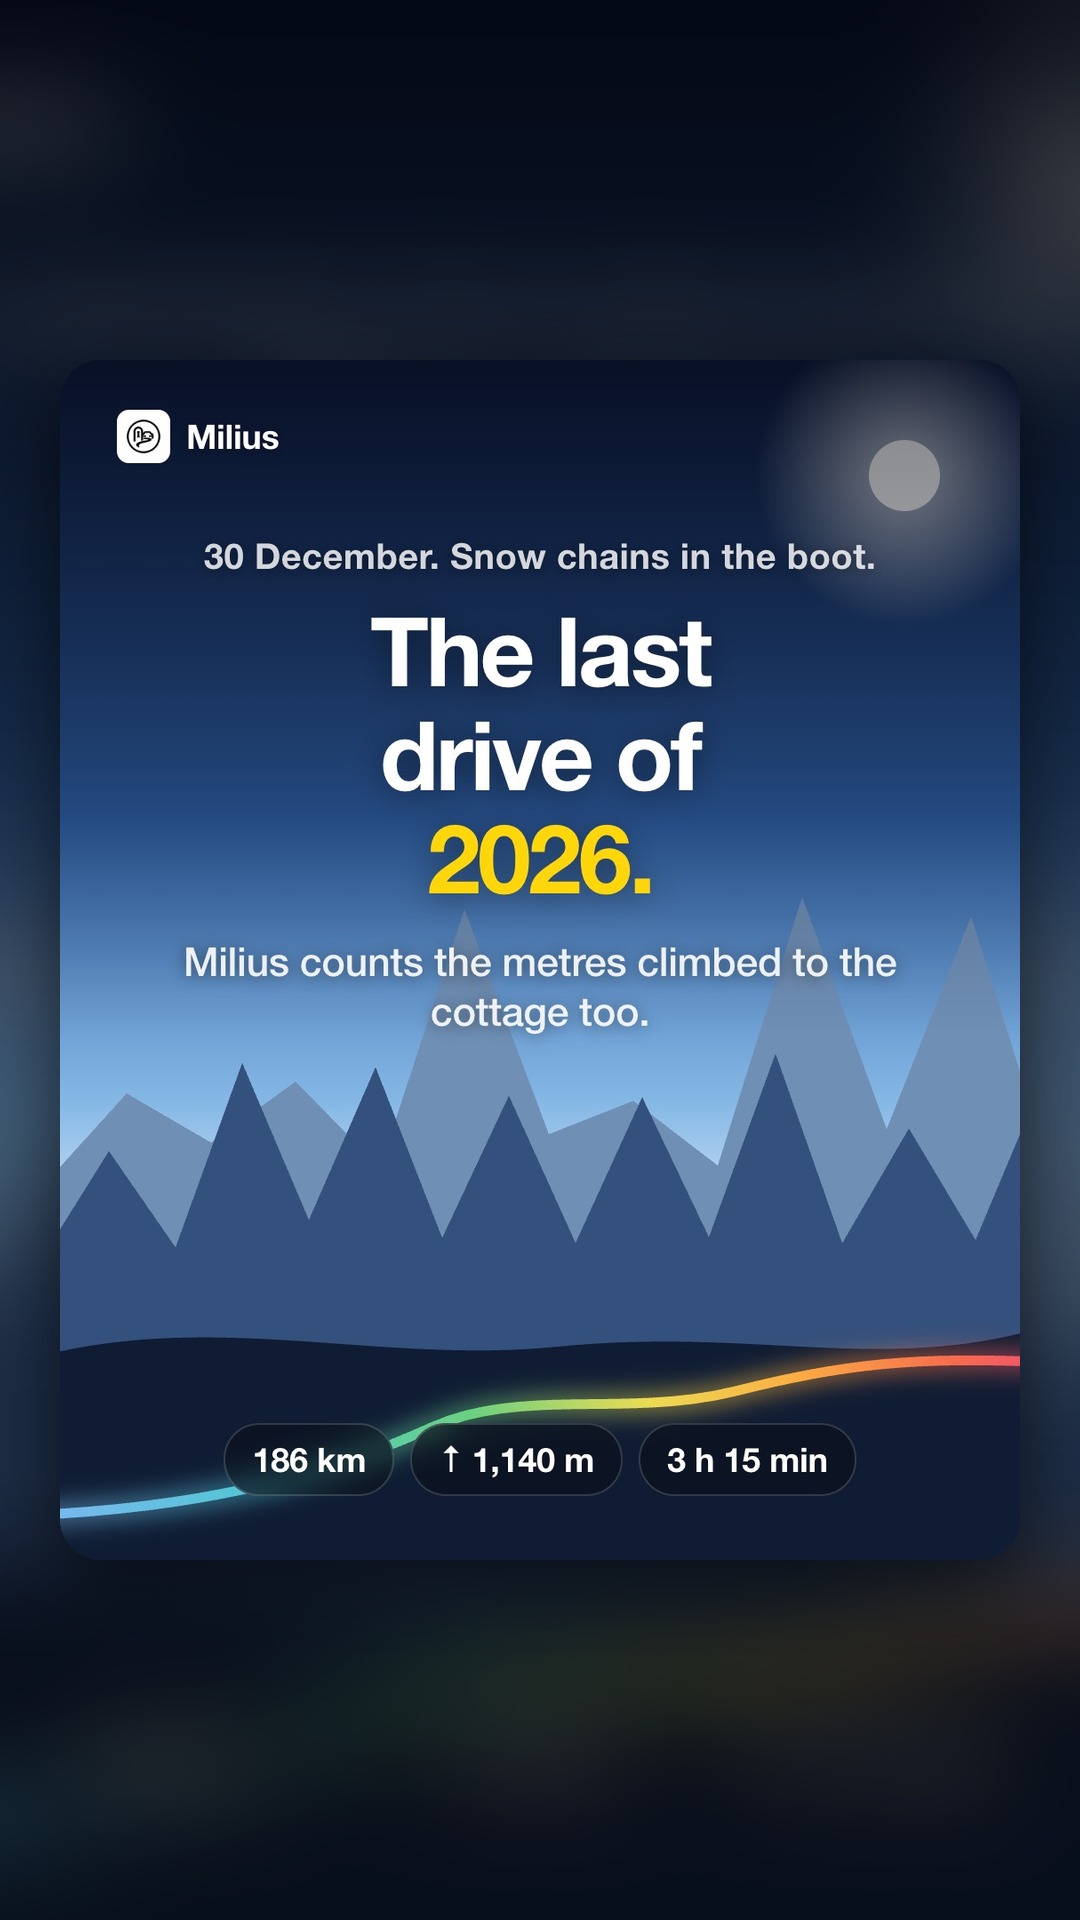 Milius
30 December. Snow chains in the boot.
The last
drive of
2026.
Milius counts the metres climbed to the
cottage too.
186 km
↑ 1,140 m
3 h 15 min